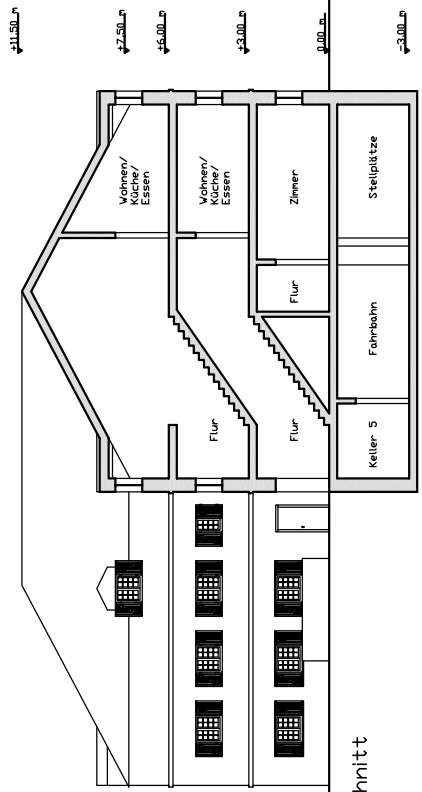 +11.50 m
+7.50 m
+6.00 m
+3.00 m
0.00 m
-3.00 m
Wohnen/
Küche/
Essen
Wohnen/
Küche/
Essen
Zimmer
Stellplätze
Flur
Fahrbahn
Flur
Flur
Keller 5
hnitt